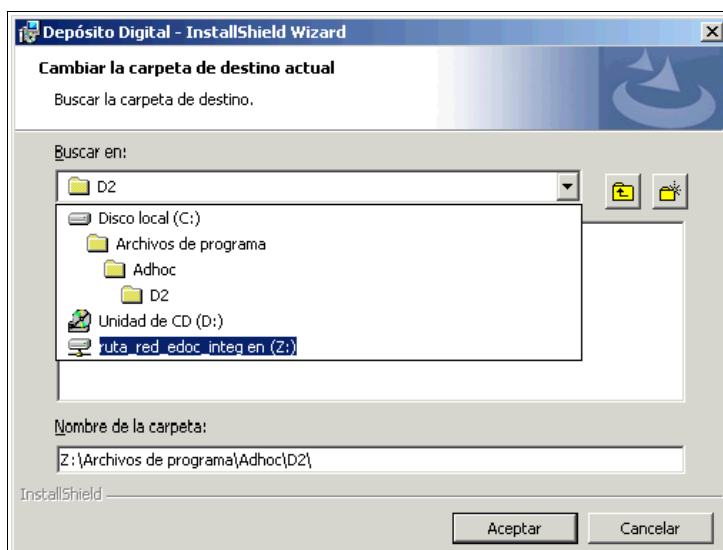 Depósito Digital - InstallShield Wizard
Cambiar la carpeta de destino actual
Buscar la carpeta de destino.
Buscar en:
D2
Disco local (C:)
Archivos de programa
Adhoc
D2
Unidad de CD (D:)
ruta_red_edoc_integ en (Z:)
Nombre de la carpeta:
Z:\Archivos de programa\Adhoc\D2\
InstallShield
Aceptar
Cancelar